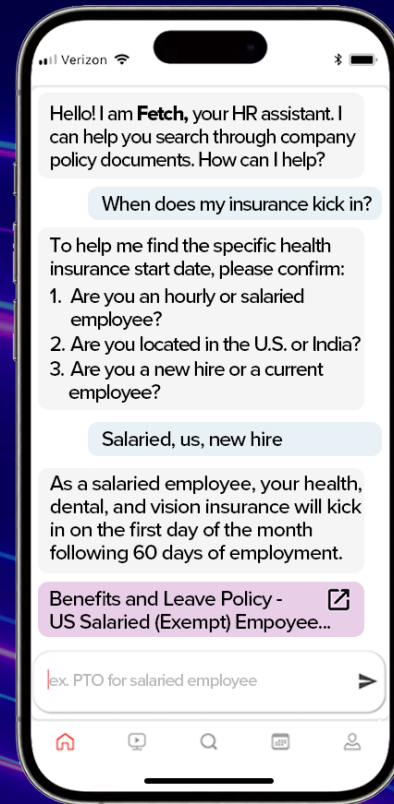 Verizon
Hello! I am Fetch, your HR assistant. I
can help you search through company
policy documents. How can I help?
When does my insurance kick in?
To help me find the specific health
insurance start date, please confirm:
1. Are you an hourly or salaried
employee?
2. Are you located in the U.S. or India?
3. Are you a new hire or a current
employee?
Salaried, us, new hire
As a salaried employee, your health,
dental, and vision insurance will kick
in on the first day of the month
following 60 days of employment.
Benefits and Leave Policy -
US Salaried (Exempt) Empoyee...
ex. PTO for salaried employee